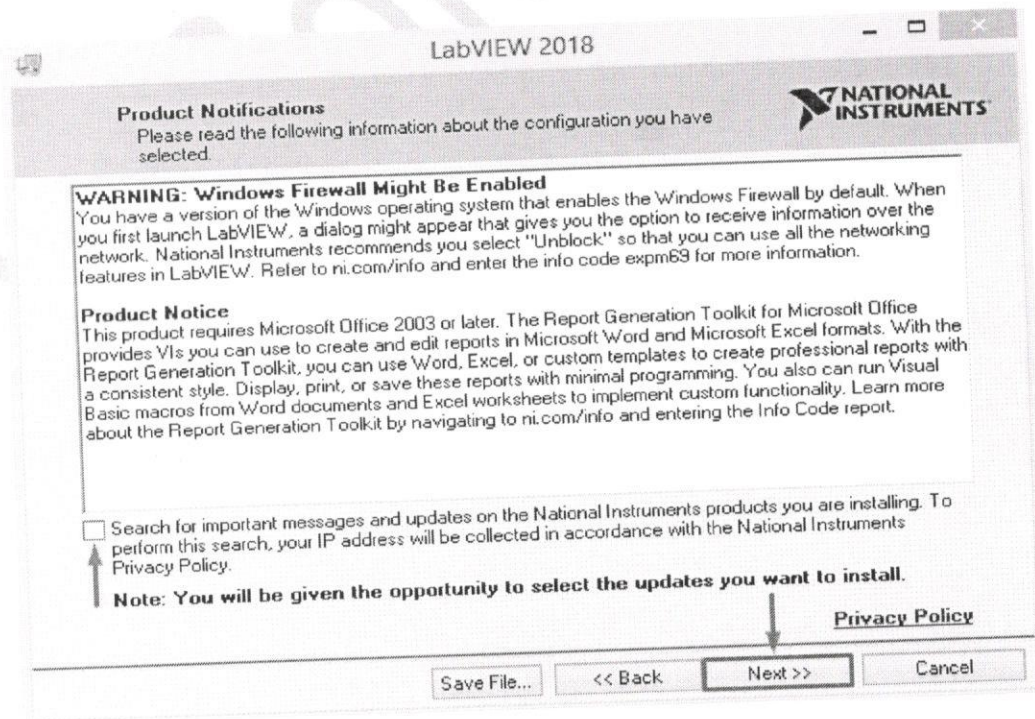 LabVIEW 2018
Product Notifications
Please read the following information about the configuration you have
selected.
NATIONAL
INSTRUMENTS
WARNING: Windows Firewall Might Be Enabled
You have a version of the Windows operating system that enables the Windows Firewall by default. When
you first launch LabVIEW, a dialog might appear that gives you the option to receive information over the
network. National Instruments recommends you select "Unblock" so that you can use all the networking
features in LabVIEW. Refer to ni.com/info and enter the info code expm69 for more information.
Product Notice
This product requires Microsoft Office 2003 or later. The Report Generation Toolkit for Microsoft Office
provides VIs you can use to create and edit reports in Microsoft Word and Microsoft Excel formats. With the
Report Generation Toolkit, you can use Word, Excel, or custom templates to create professional reports with
a consistent style. Display, print, or save these reports with minimal programming. You also can run Visual
Basic macros from Word documents and Excel worksheets to implement custom functionality. Learn more
about the Report Generation Toolkit by navigating to ni.com/info and entering the Info Code report.
Search for important messages and updates on the National Instruments products you are installing. To
perform this search, your IP address will be collected in accordance with the National Instruments
Privacy Policy.
Note: You will be given the opportunity to select the updates you want to install.
Privacy Policy
Save File... << Back Next >> Cancel